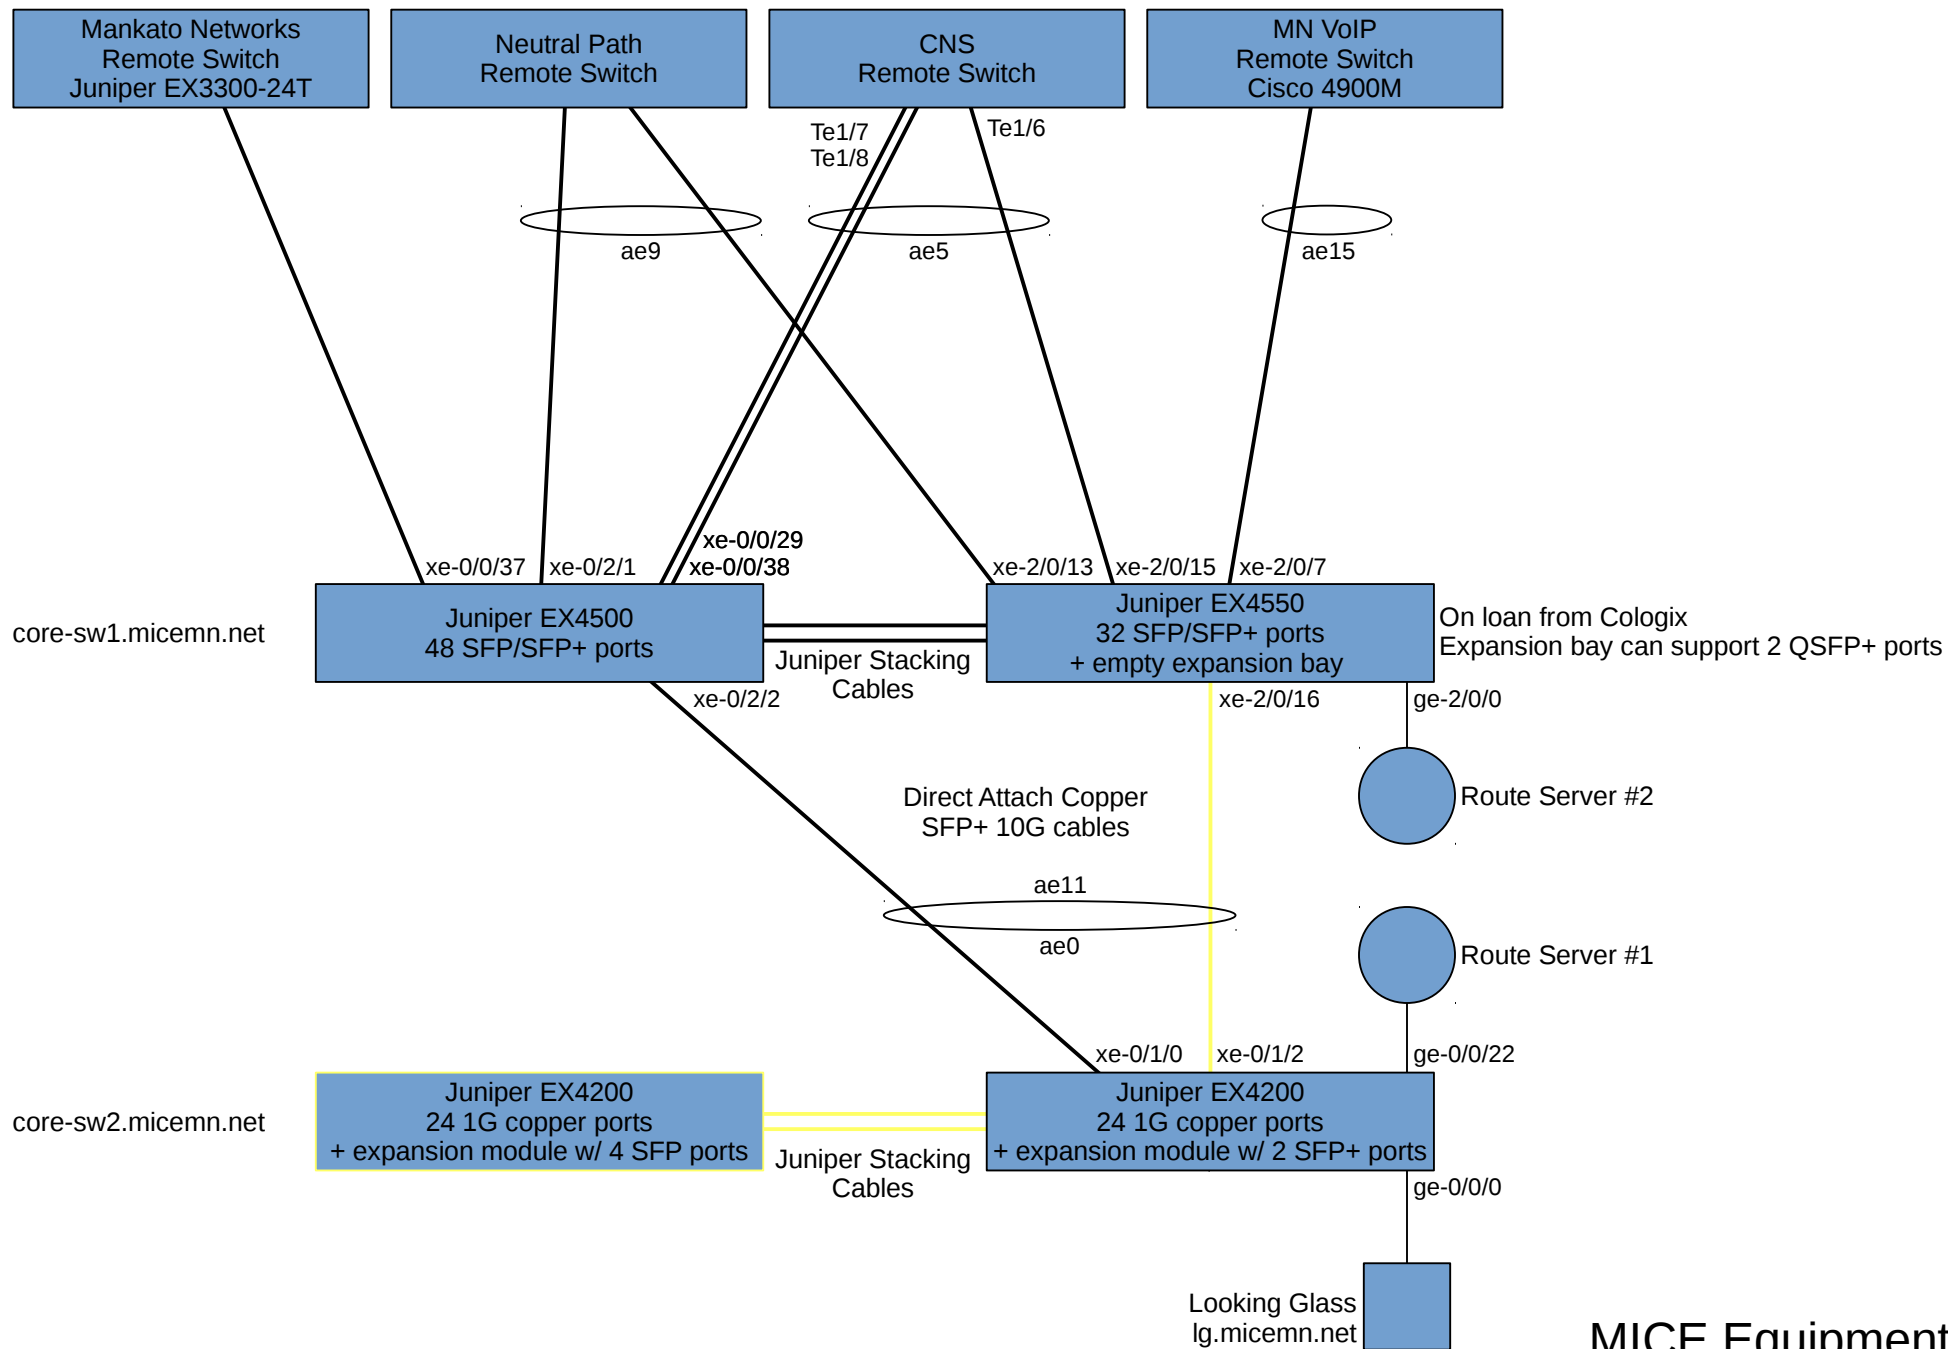 Mankato Networks
Remote Switch
Juniper EX3300-24T
Neutral Path
Remote Switch
CNS
Remote Switch
MN VoIP
Remote Switch
Cisco 4900M
Te1/7
Te1/8
Te1/6
ae9
ae5
ae15
xe-0/0/29
xe-0/0/37
xe-0/2/1
xe-0/0/38
xe-2/0/13
xe-2/0/15
xe-2/0/7
core-sw1.micemn.net
Juniper EX4500
48 SFP/SFP+ ports
Juniper Stacking
Cables
Juniper EX4550
32 SFP/SFP+ ports
+ empty expansion bay
On loan from Cologix
Expansion bay can support 2 QSFP+ ports
xe-0/2/2
xe-2/0/16
ge-2/0/0
Direct Attach Copper
SFP+ 10G cables
Route Server #2
ae11
ae0
Route Server #1
xe-0/1/0
xe-0/1/2
ge-0/0/22
core-sw2.micemn.net
Juniper EX4200
24 1G copper ports
+ expansion module w/ 4 SFP ports
Juniper Stacking
Cables
Juniper EX4200
24 1G copper ports
+ expansion module w/ 2 SFP+ ports
ge-0/0/0
Looking Glass
lg.micemn.net
MICE Equipment